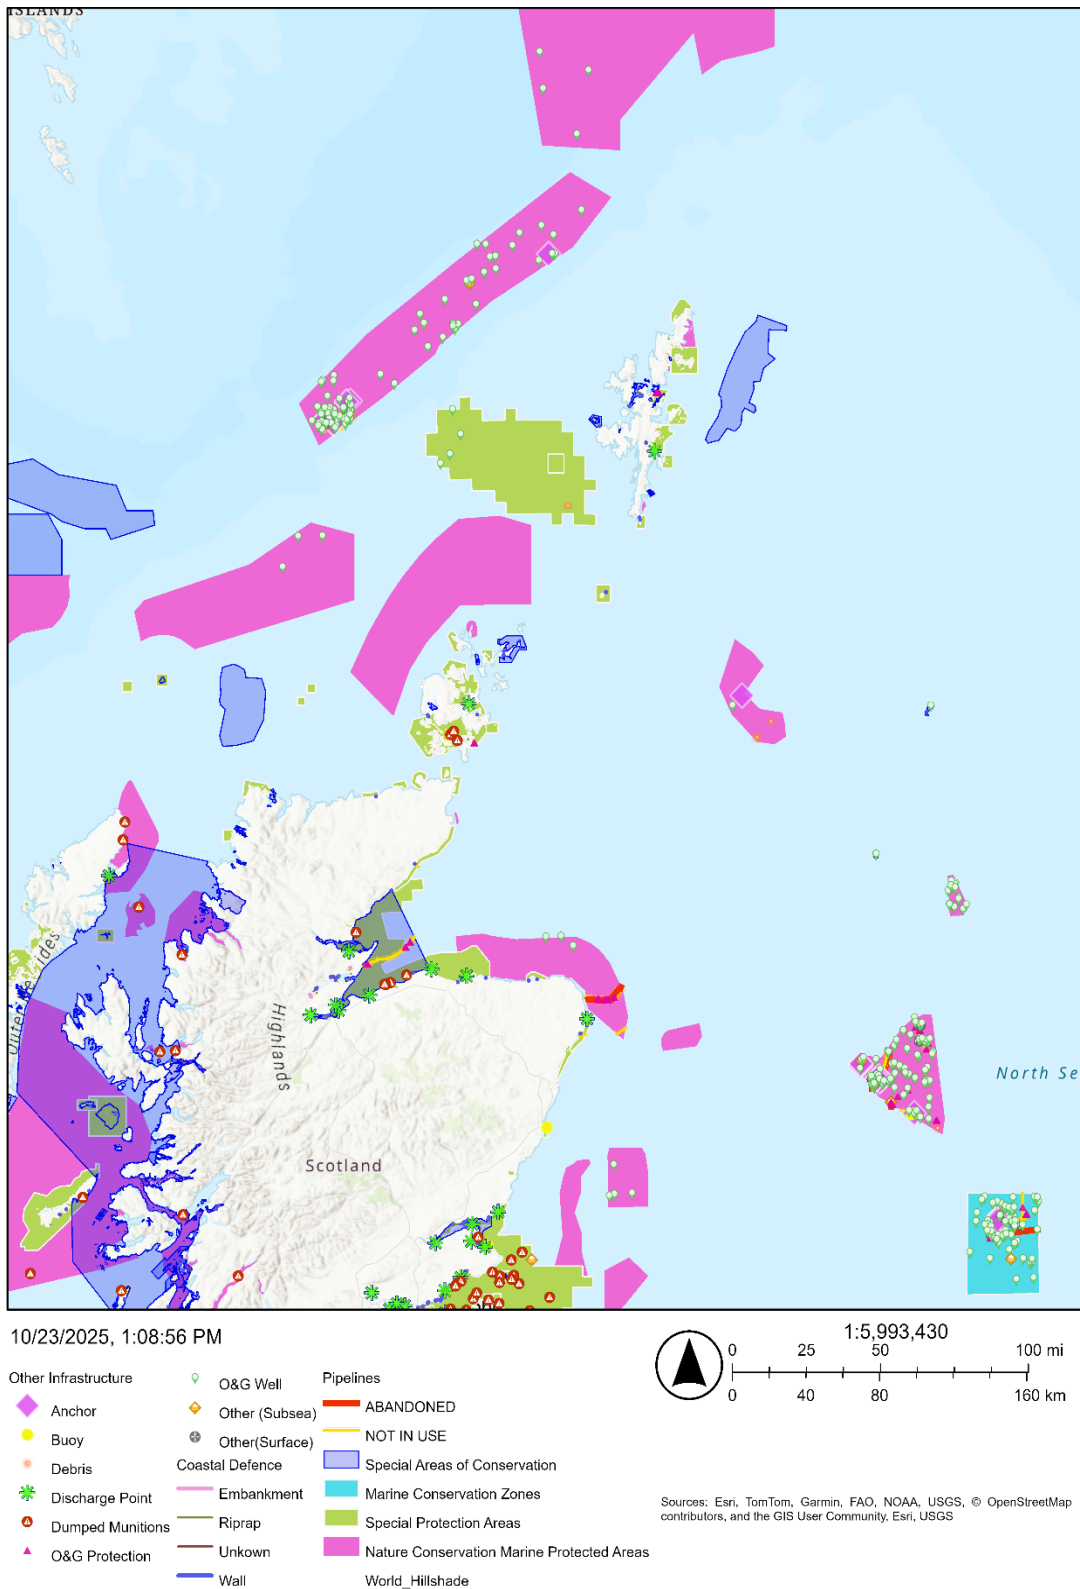 ISLANDS
Outer Hebrides
Highlands
Scotland
North Se
10/23/2025, 1:08:56 PM
1:5,993,430
0 25 50 100 mi
0 40 80 160 km
Other Infrastructure
Anchor
Buoy
Debris
Discharge Point
Dumped Munitions
O&G Protection
O&G Well
Other (Subsea)
Other(Surface)
Coastal Defence
Embankment
Riprap
Unkown
Wall
Pipelines
ABANDONED
NOT IN USE
Special Areas of Conservation
Marine Conservation Zones
Special Protection Areas
Nature Conservation Marine Protected Areas
World_Hillshade
Sources: Esri, TomTom, Garmin, FAO, NOAA, USGS, © OpenStreetMap
contributors, and the GIS User Community, Esri, USGS